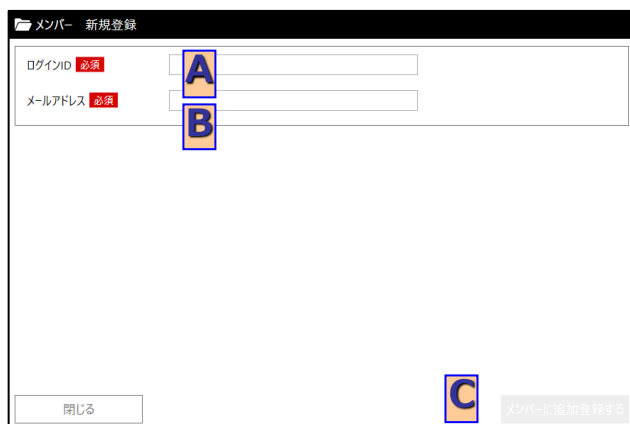 メンバー　新規登録
ログインID 必須
A
メールアドレス 必須
B
C
閉じる
メンバーに追加登録する